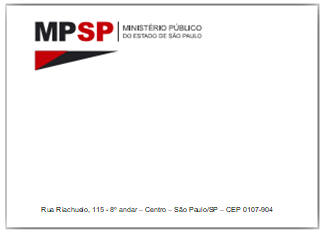 MPSP MINISTÉRIO PÚBLICO
DO ESTADO DE SÃO PAULO
Rua Riachuelo, 115 - 8º andar – Centro – São Paulo/SP – CEP 0107-904